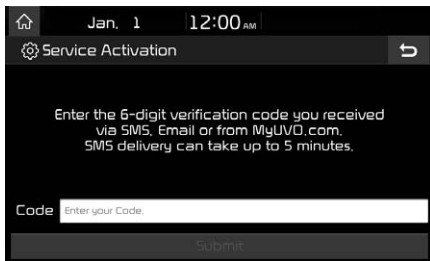 Jan. 1 12:00 AM
Service Activation
Enter the 6-digit verification code you received
via SMS, Email or from MyUVO.com.
SMS delivery can take up to 5 minutes.
Code Enter your Code.
Submit